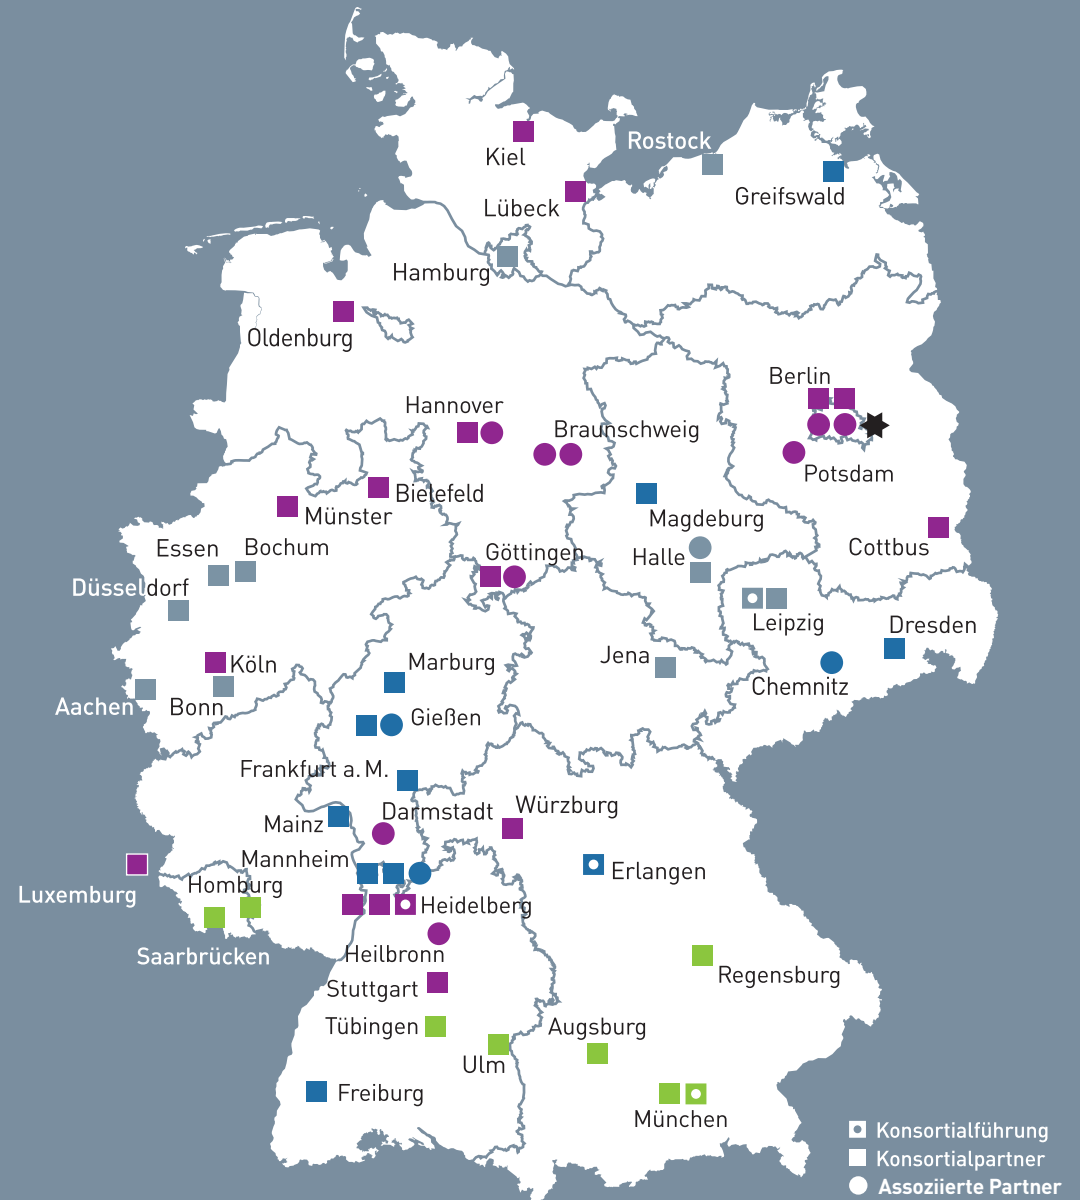 Rostock
Kiel
Greifswald
Lübeck
Hamburg
Oldenburg
Berlin
Hannover
Braunschweig
Potsdam
Bielefeld
Münster
Magdeburg
Essen
Bochum
Cottbus
Göttingen
Halle
Düsseldorf
Leipzig
Dresden
Köln
Marburg
Jena
Chemnitz
Aachen
Bonn
Gießen
Frankfurt a. M.
Darmstadt
Würzburg
Mainz
Mannheim
Erlangen
Luxemburg
Homburg
Heidelberg
Saarbrücken
Heilbronn
Regensburg
Stuttgart
Tübingen
Augsburg
Ulm
Freiburg
München
Konsortialführung
Konsortialpartner
Assoziierte Partner